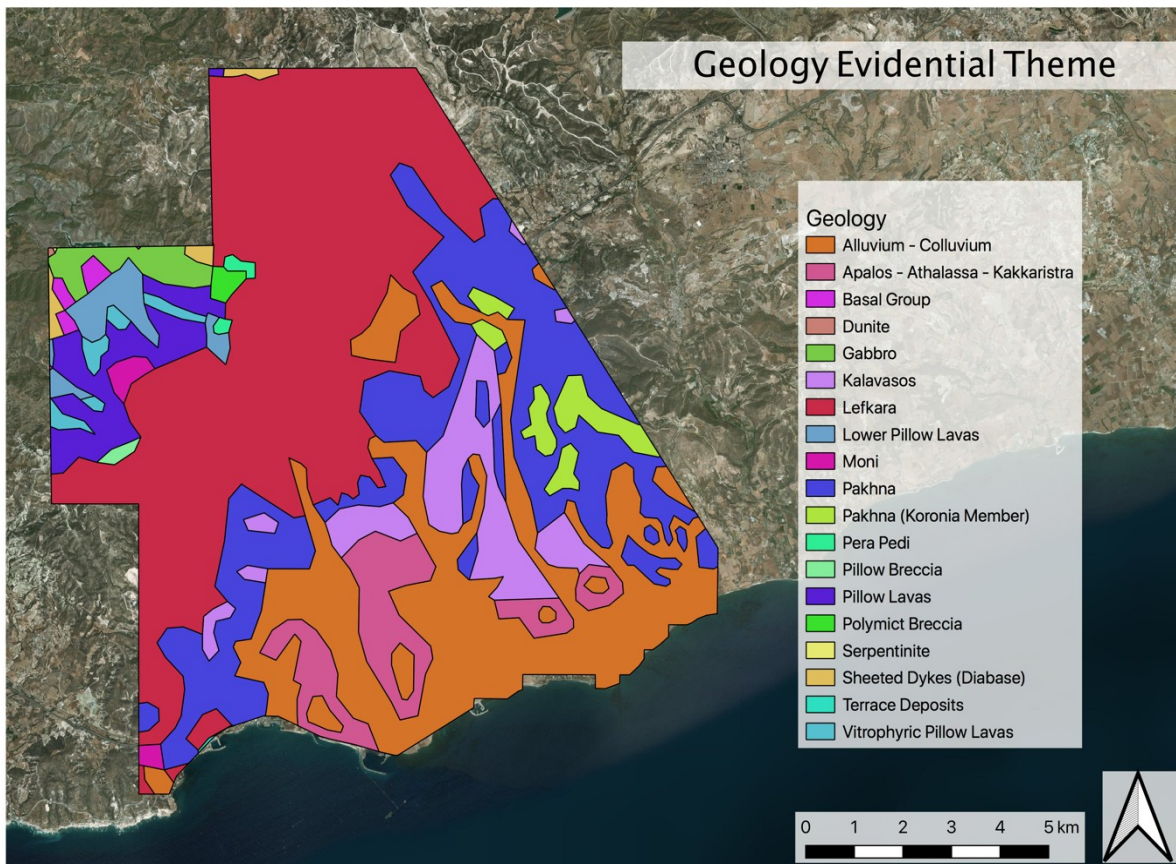 Geology Evidential Theme
Geology
Alluvium - Colluvium
Apalos - Athalassa - Kakkaristra
Basal Group
Dunite
Gabbro
Kalavasos
Lefkara
Lower Pillow Lavas
Moni
Pakhna
Pakhna (Koronia Member)
Pera Pedi
Pillow Breccia
Pillow Lavas
Polymict Breccia
Serpentinite
Sheeted Dykes (Diabase)
Terrace Deposits
Vitrophyric Pillow Lavas
0 1 2 3 4 5 km